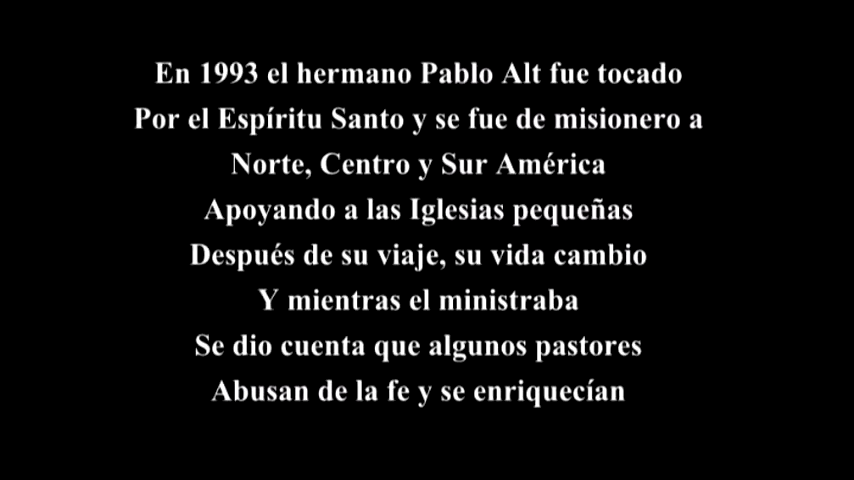 En 1993 el hermano Pablo Alt fue tocado
Por el Espíritu Santo y se fue de misionero a
Norte, Centro y Sur América
Apoyando a las Iglesias pequeñas
Después de su viaje, su vida cambio
Y mientras el ministraba
Se dio cuenta que algunos pastores
Abusan de la fe y se enriquecían